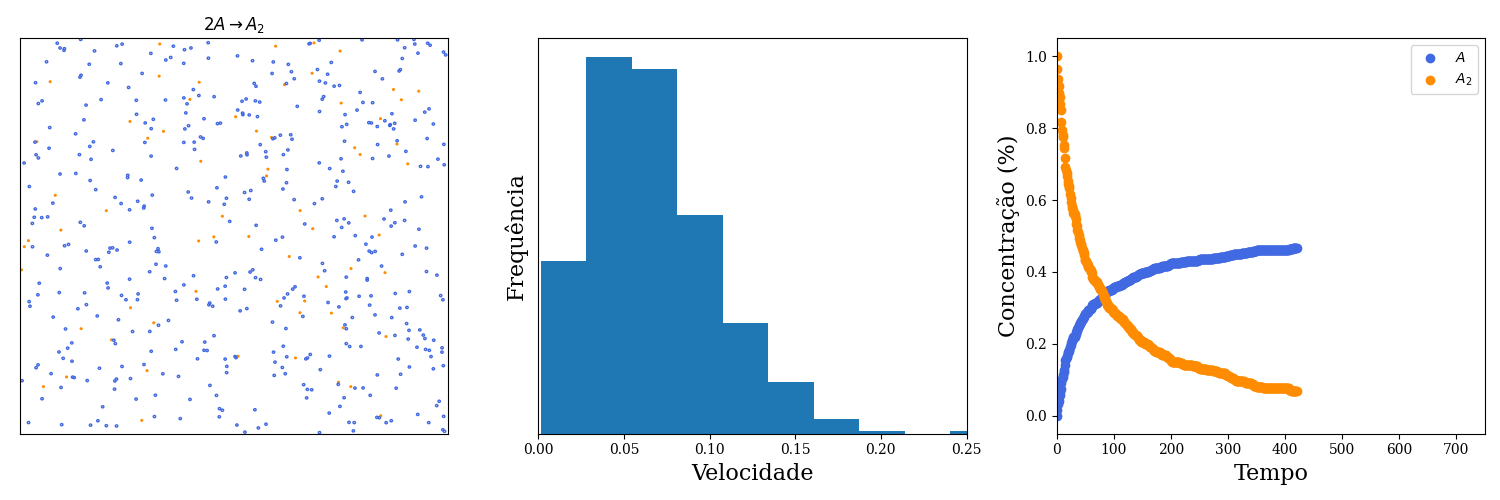 2A → A₂
Frequência
0.00 0.05 0.10 0.15 0.20 0.25
Velocidade
Concentração (%)
1.0
0.8
0.6
0.4
0.2
0.0
A
A₂
0 100 200 300 400 500 600 700
Tempo